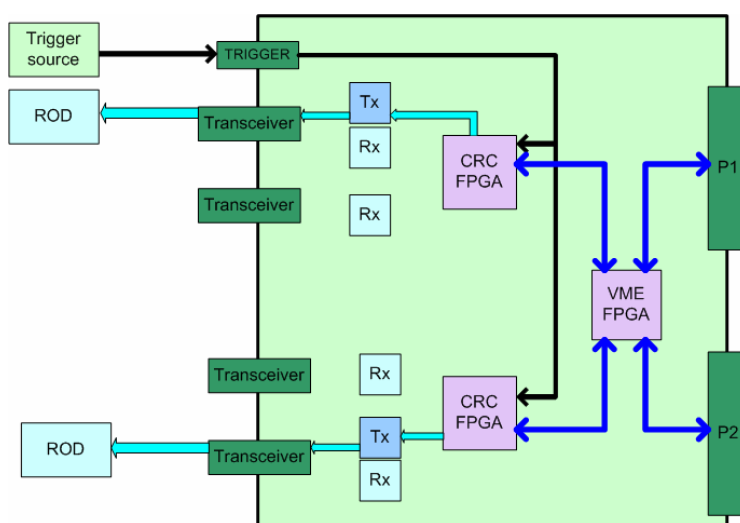 Trigger
source
TRIGGER
ROD
Transceiver
Tx
Rx
CRC
FPGA
Transceiver
Rx
P1
VME
FPGA
Transceiver
Rx
CRC
FPGA
ROD
Transceiver
Tx
Rx
P2